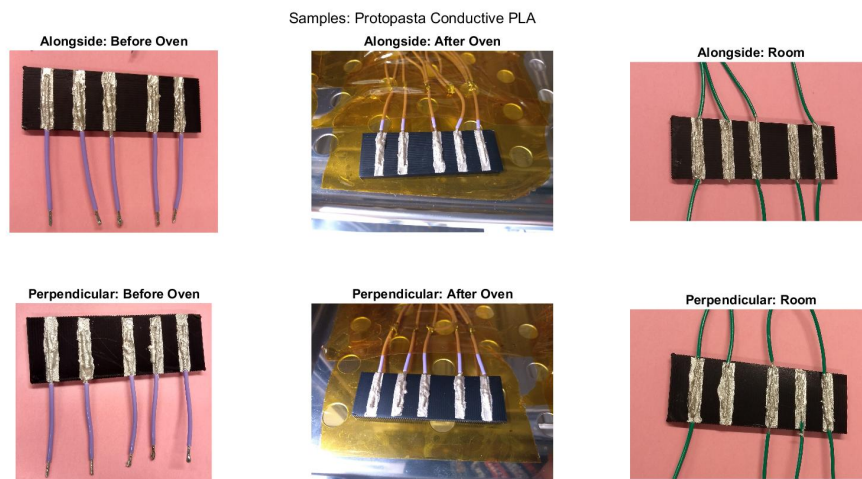 Samples: Protopasta Conductive PLA
Alongside: Before Oven
Alongside: After Oven
Alongside: Room
Perpendicular: Before Oven
Perpendicular: After Oven
Perpendicular: Room